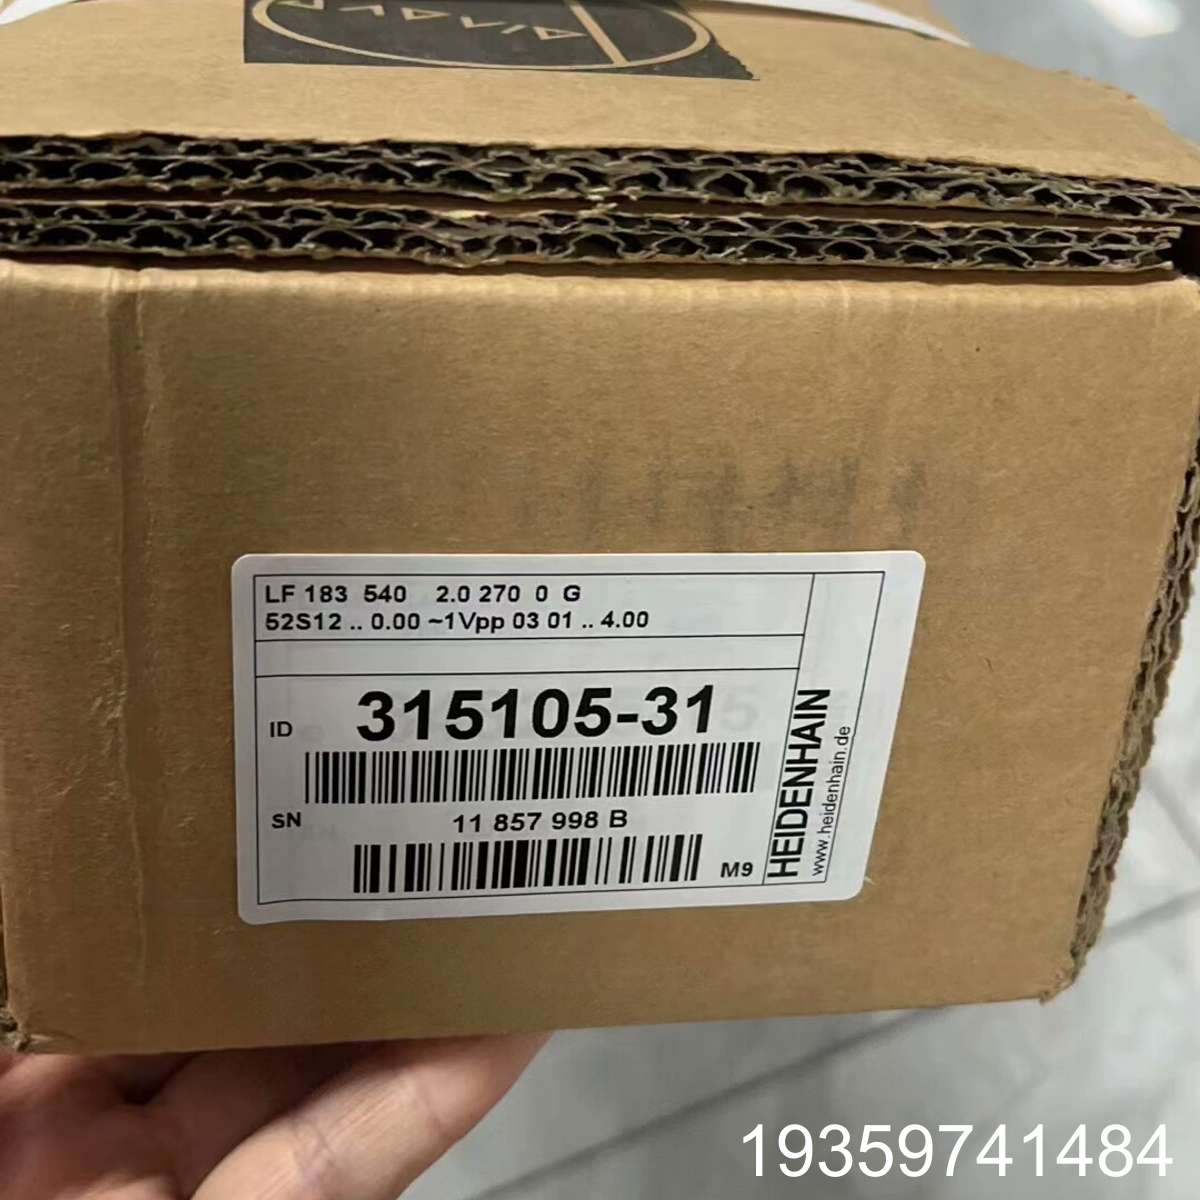 LF 183 540 2.0 270 0 G
52S12 .. 0.00 ~1Vpp 03 01 .. 4.00
ID 315105-31
SN 11 857 998 B
M9
HEIDENHAIN
www.heidenhain.de
19359741484